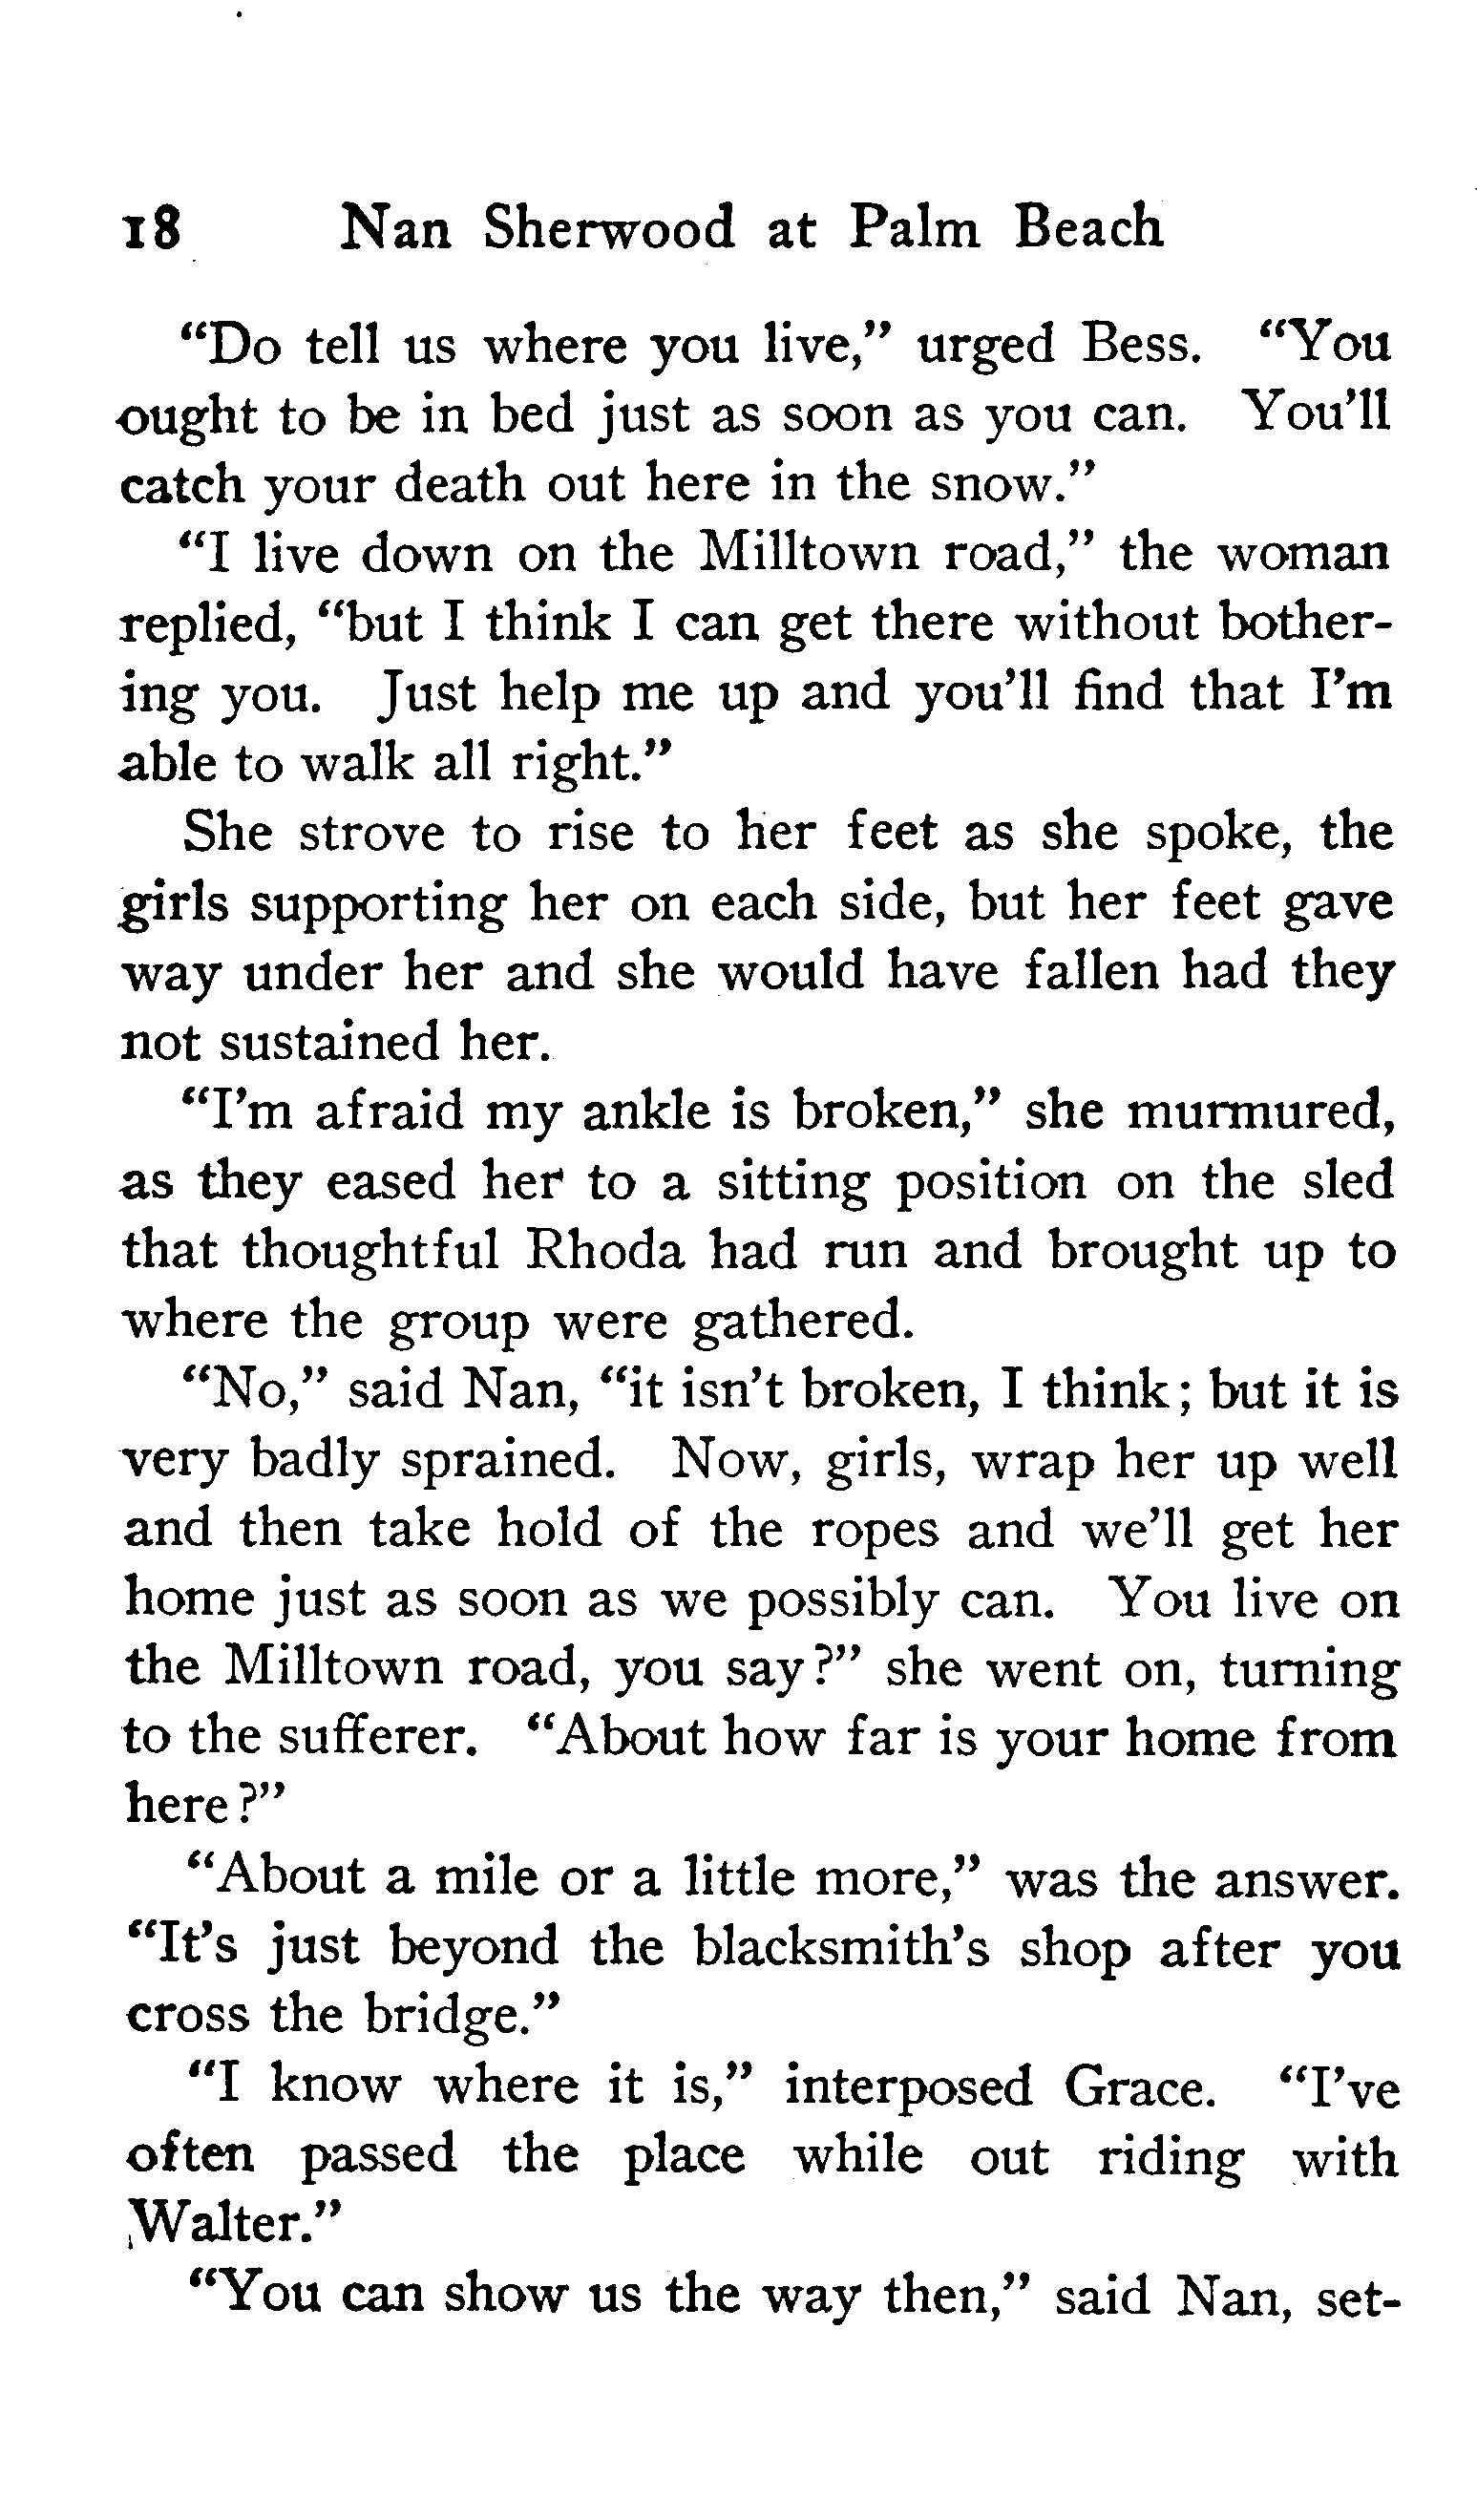 18 Nan Sherwood at Palm Beach
“Do tell us where you live,” urged Bess. “You
ought to be in bed just as soon as you can. You’ll
catch your death out here in the snow.”
“I live down on the Milltown road,” the woman
replied, “but I think I can get there without bother-
ing you. Just help me up and you’ll find that I’m
able to walk all right.”
She strove to rise to her feet as she spoke, the
girls supporting her on each side, but her feet gave
way under her and she would have fallen had they
not sustained her.
“I’m afraid my ankle is broken,” she murmured,
as they eased her to a sitting position on the sled
that thoughtful Rhoda had run and brought up to
where the group were gathered.
“No,” said Nan, “it isn’t broken, I think; but it is
very badly sprained. Now, girls, wrap her up well
and then take hold of the ropes and we’ll get her
home just as soon as we possibly can. You live on
the Milltown road, you say?” she went on, turning
to the sufferer. “About how far is your home from
here?”
“About a mile or a little more,” was the answer.
“It’s just beyond the blacksmith’s shop after you
cross the bridge.”
“I know where it is,” interposed Grace. “I’ve
often passed the place while out riding with
Walter.”
“You can show us the way then,” said Nan, set-